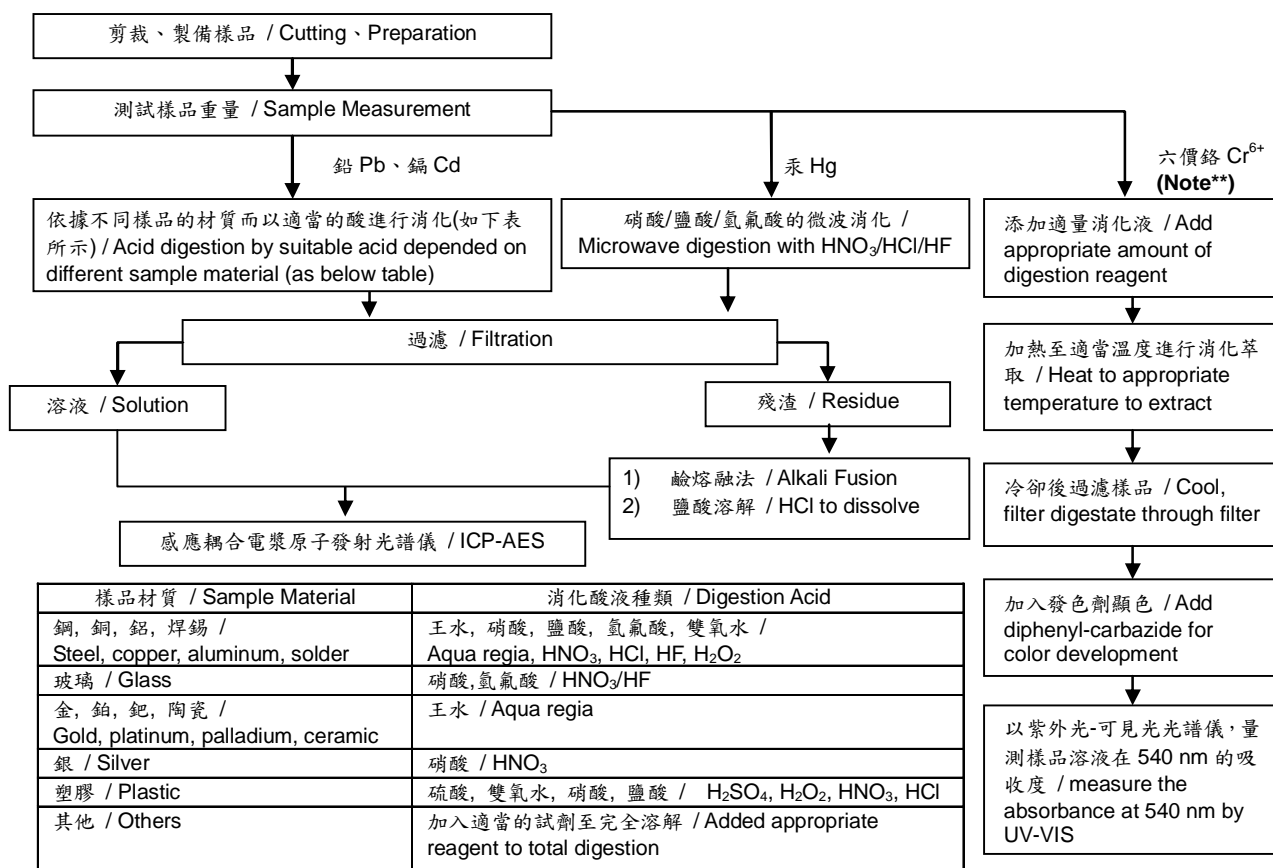 剪裁、製備樣品 / Cutting、Preparation
測試樣品重量 / Sample Measurement
鉛 Pb、鎘 Cd
汞 Hg
六價鉻 Cr⁶⁺
(Note**)
依據不同樣品的材質而以適當的酸進行消化(如下表
所示) / Acid digestion by suitable acid depended on
different sample material (as below table)
硝酸/鹽酸/氫氟酸的微波消化 /
Microwave digestion with HNO₃/HCl/HF
添加適量消化液 / Add
appropriate amount of
digestion reagent
過濾 / Filtration
加熱至適當溫度進行消化萃
取 / Heat to appropriate
temperature to extract
溶液 / Solution
殘渣 / Residue
1) 鹼熔融法 / Alkali Fusion
2) 鹽酸溶解 / HCl to dissolve
冷卻後過濾樣品 / Cool,
filter digestate through filter
感應耦合電漿原子發射光譜儀 / ICP-AES
加入發色劑顯色 / Add
diphenyl-carbazide for
color development
以紫外光-可見光光譜儀,量
測樣品溶液在 540 nm 的吸
收度 / measure the
absorbance at 540 nm by
UV-VIS
樣品材質 / Sample Material 消化酸液種類 / Digestion Acid
鋼, 銅, 鋁, 焊錫 / 王水, 硝酸, 鹽酸, 氫氟酸, 雙氧水 /
Steel, copper, aluminum, solder Aqua regia, HNO₃, HCl, HF, H₂O₂
玻璃 / Glass 硝酸,氫氟酸 / HNO₃/HF
金, 鉑, 鈀, 陶瓷 / 王水 / Aqua regia
Gold, platinum, palladium, ceramic
銀 / Silver 硝酸 / HNO₃
塑膠 / Plastic 硫酸, 雙氧水, 硝酸, 鹽酸 / H₂SO₄, H₂O₂, HNO₃, HCl
其他 / Others 加入適當的試劑至完全溶解 / Added appropriate
reagent to total digestion